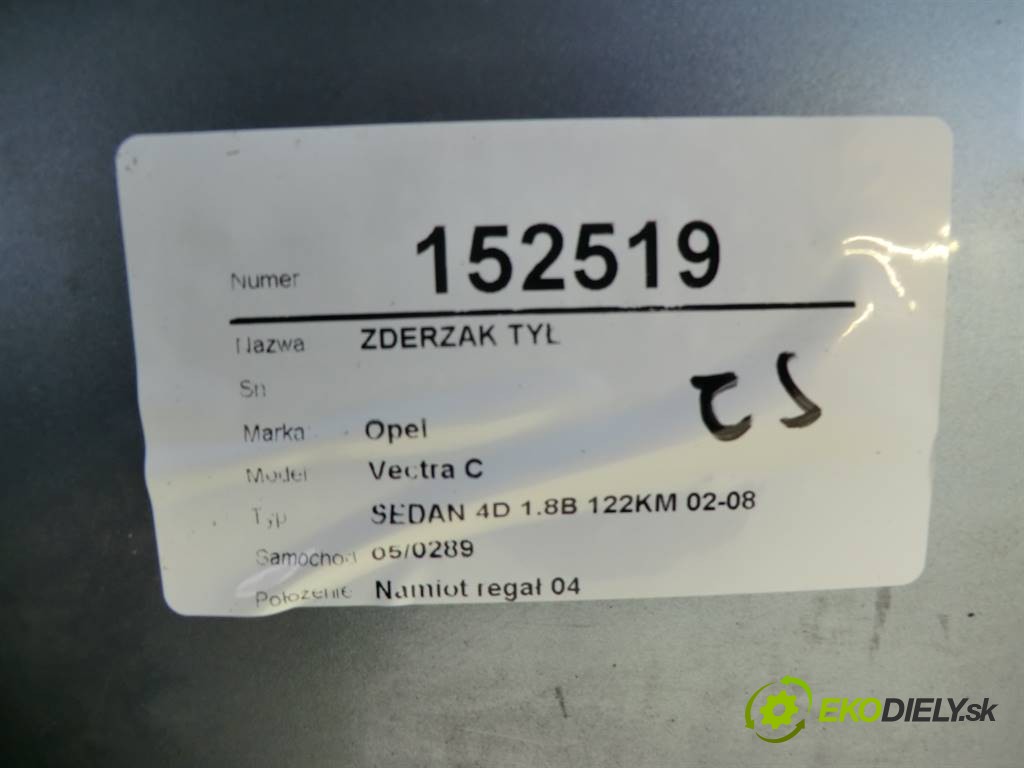 Numer 152519
Nazwa ZDERZAK TYŁ
Sn
Marka Opel
Model Vectra C
Typ SEDAN 4D 1.8B 122KM 02-08
Samochod 05/0289
Położenie Namiot regał 04
EKODIELY.sk